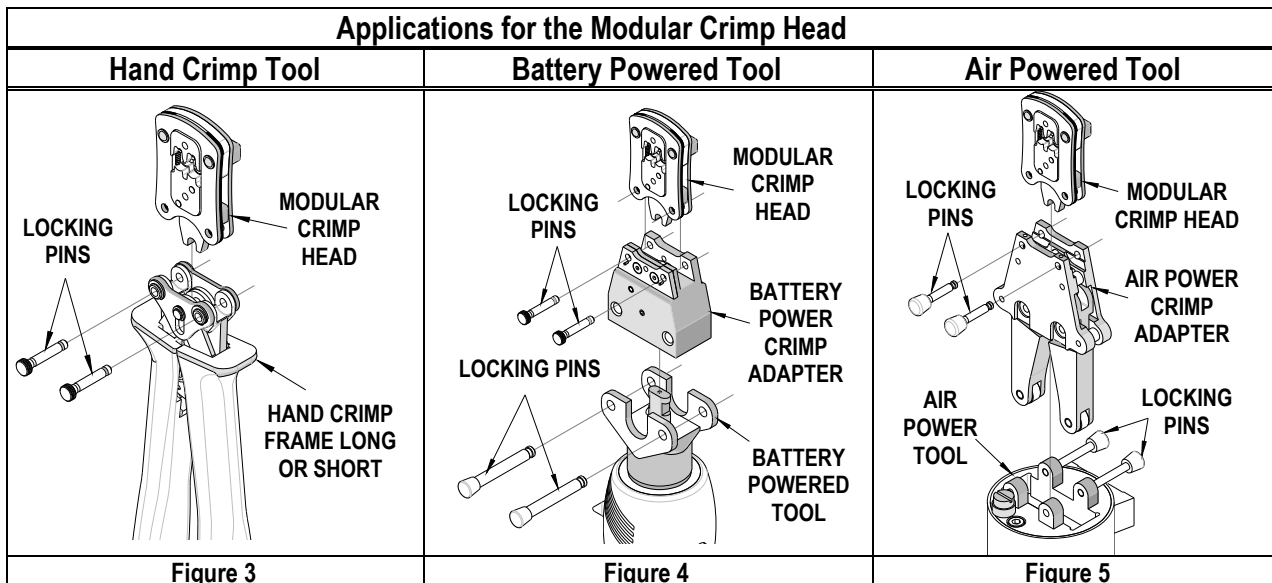 Applications for the Modular Crimp Head
Hand Crimp Tool
Battery Powered Tool
Air Powered Tool
LOCKING
PINS
MODULAR
CRIMP
HEAD
HAND CRIMP
FRAME LONG
OR SHORT
LOCKING
PINS
MODULAR
CRIMP
HEAD
BATTERY
POWER
CRIMP
ADAPTER
LOCKING PINS
BATTERY
POWERED
TOOL
LOCKING
PINS
MODULAR
CRIMP HEAD
AIR POWER
CRIMP
ADAPTER
AIR
POWER
TOOL
LOCKING
PINS
Figure 3
Figure 4
Figure 5